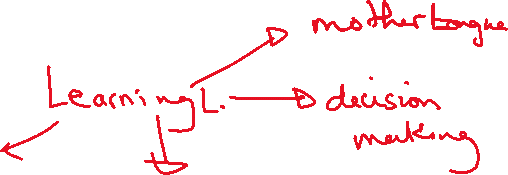 mother tongue
Learning L.
decision
making